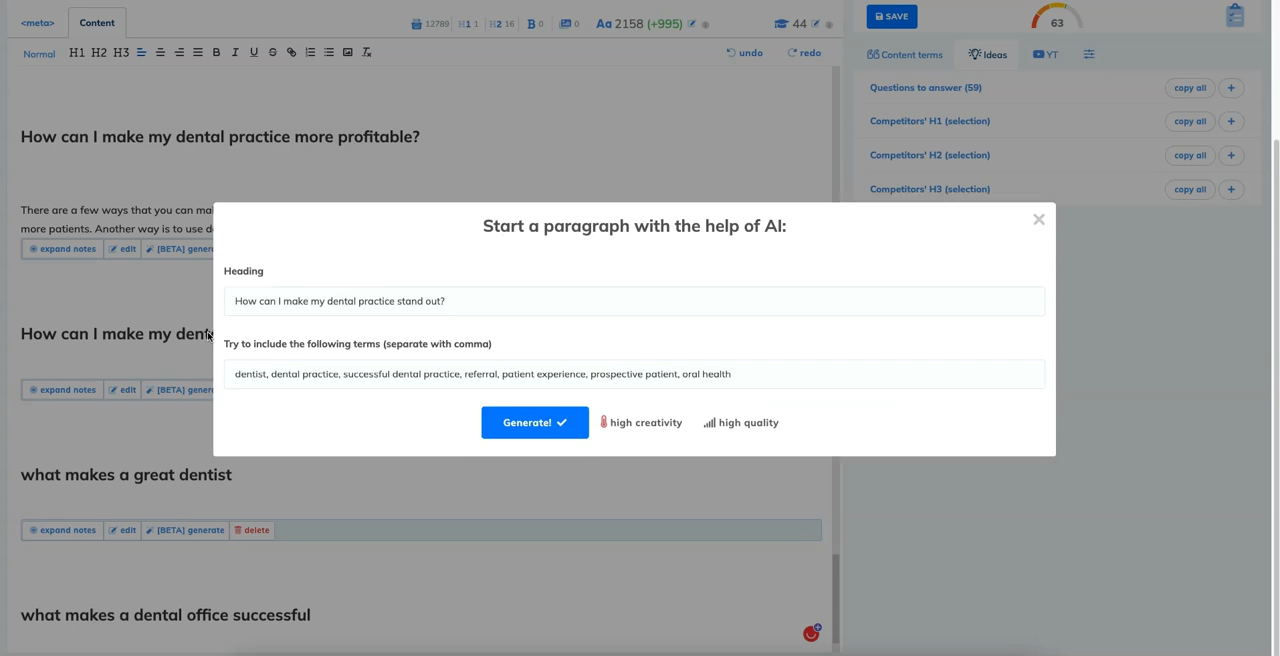 <meta>
Content
12789 H1 1 H2 16 B 0 0 Aa 2158 (+995) 44
SAVE
63
Normal H1 H2 H3 B I U S
undo redo
Content terms Ideas YT
Questions to answer (59) copy all +
Competitors' H1 (selection) copy all +
Competitors' H2 (selection) copy all +
Competitors' H3 (selection) copy all +
How can I make my dental practice more profitable?
There are a few ways that you can
more patients. Another way is to use
expand notes edit [BETA]
How can I make my
expand notes edit [BETA]
what makes a great dentist
expand notes edit [BETA] generate delete
what makes a dental office successful
Start a paragraph with the help of AI:
Heading
How can I make my dental practice stand out?
Try to include the following terms (separate with comma)
dentist, dental practice, successful dental practice, referral, patient experience, prospective patient, oral health
Generate! high creativity high quality